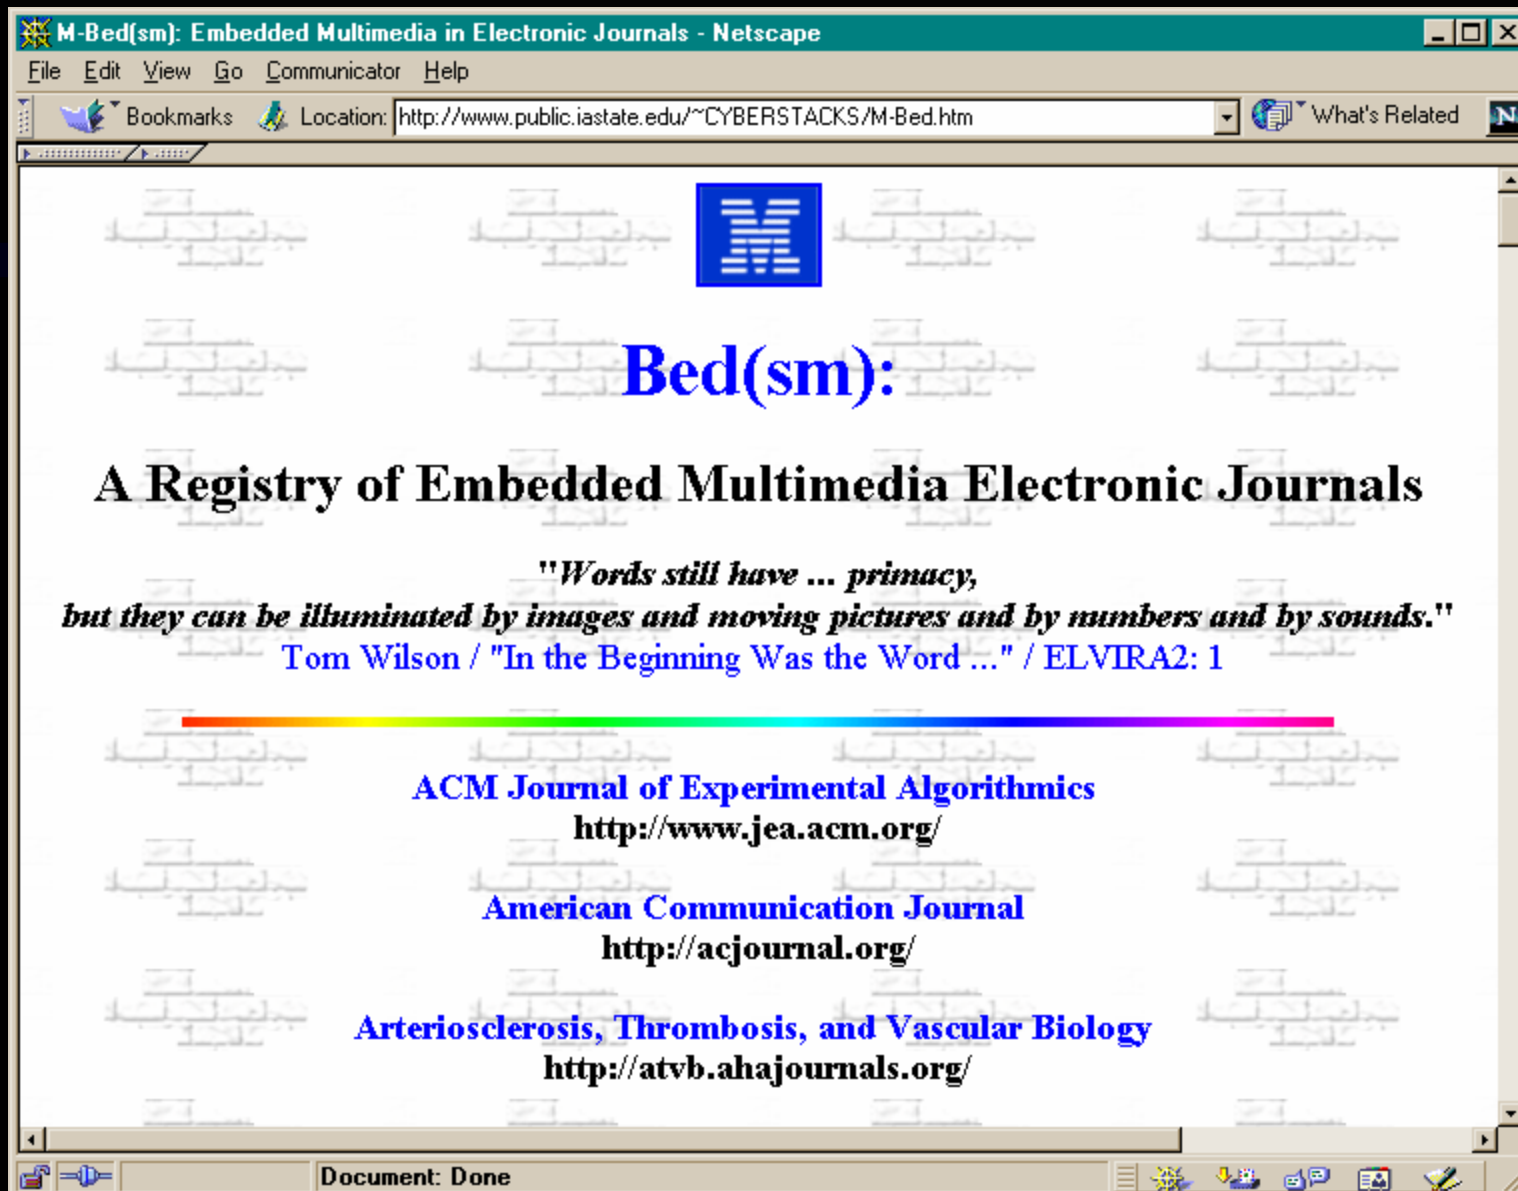 M-Bed(sm): Embedded Multimedia in Electronic Journals - Netscape
File Edit View Go Communicator Help
Bookmarks Location: http://www.public.iastate.edu/~CYBERSTACKS/M-Bed.htm What's Related N
M
Bed(sm):
A Registry of Embedded Multimedia Electronic Journals
"Words still have ... primacy,
but they can be illuminated by images and moving pictures and by numbers and by sounds."
Tom Wilson / "In the Beginning Was the Word ..." / ELVIRA2: 1
ACM Journal of Experimental Algorithmics
http://www.jea.acm.org/
American Communication Journal
http://acjournal.org/
Arteriosclerosis, Thrombosis, and Vascular Biology
http://atvb.ahajournals.org/
Document: Done